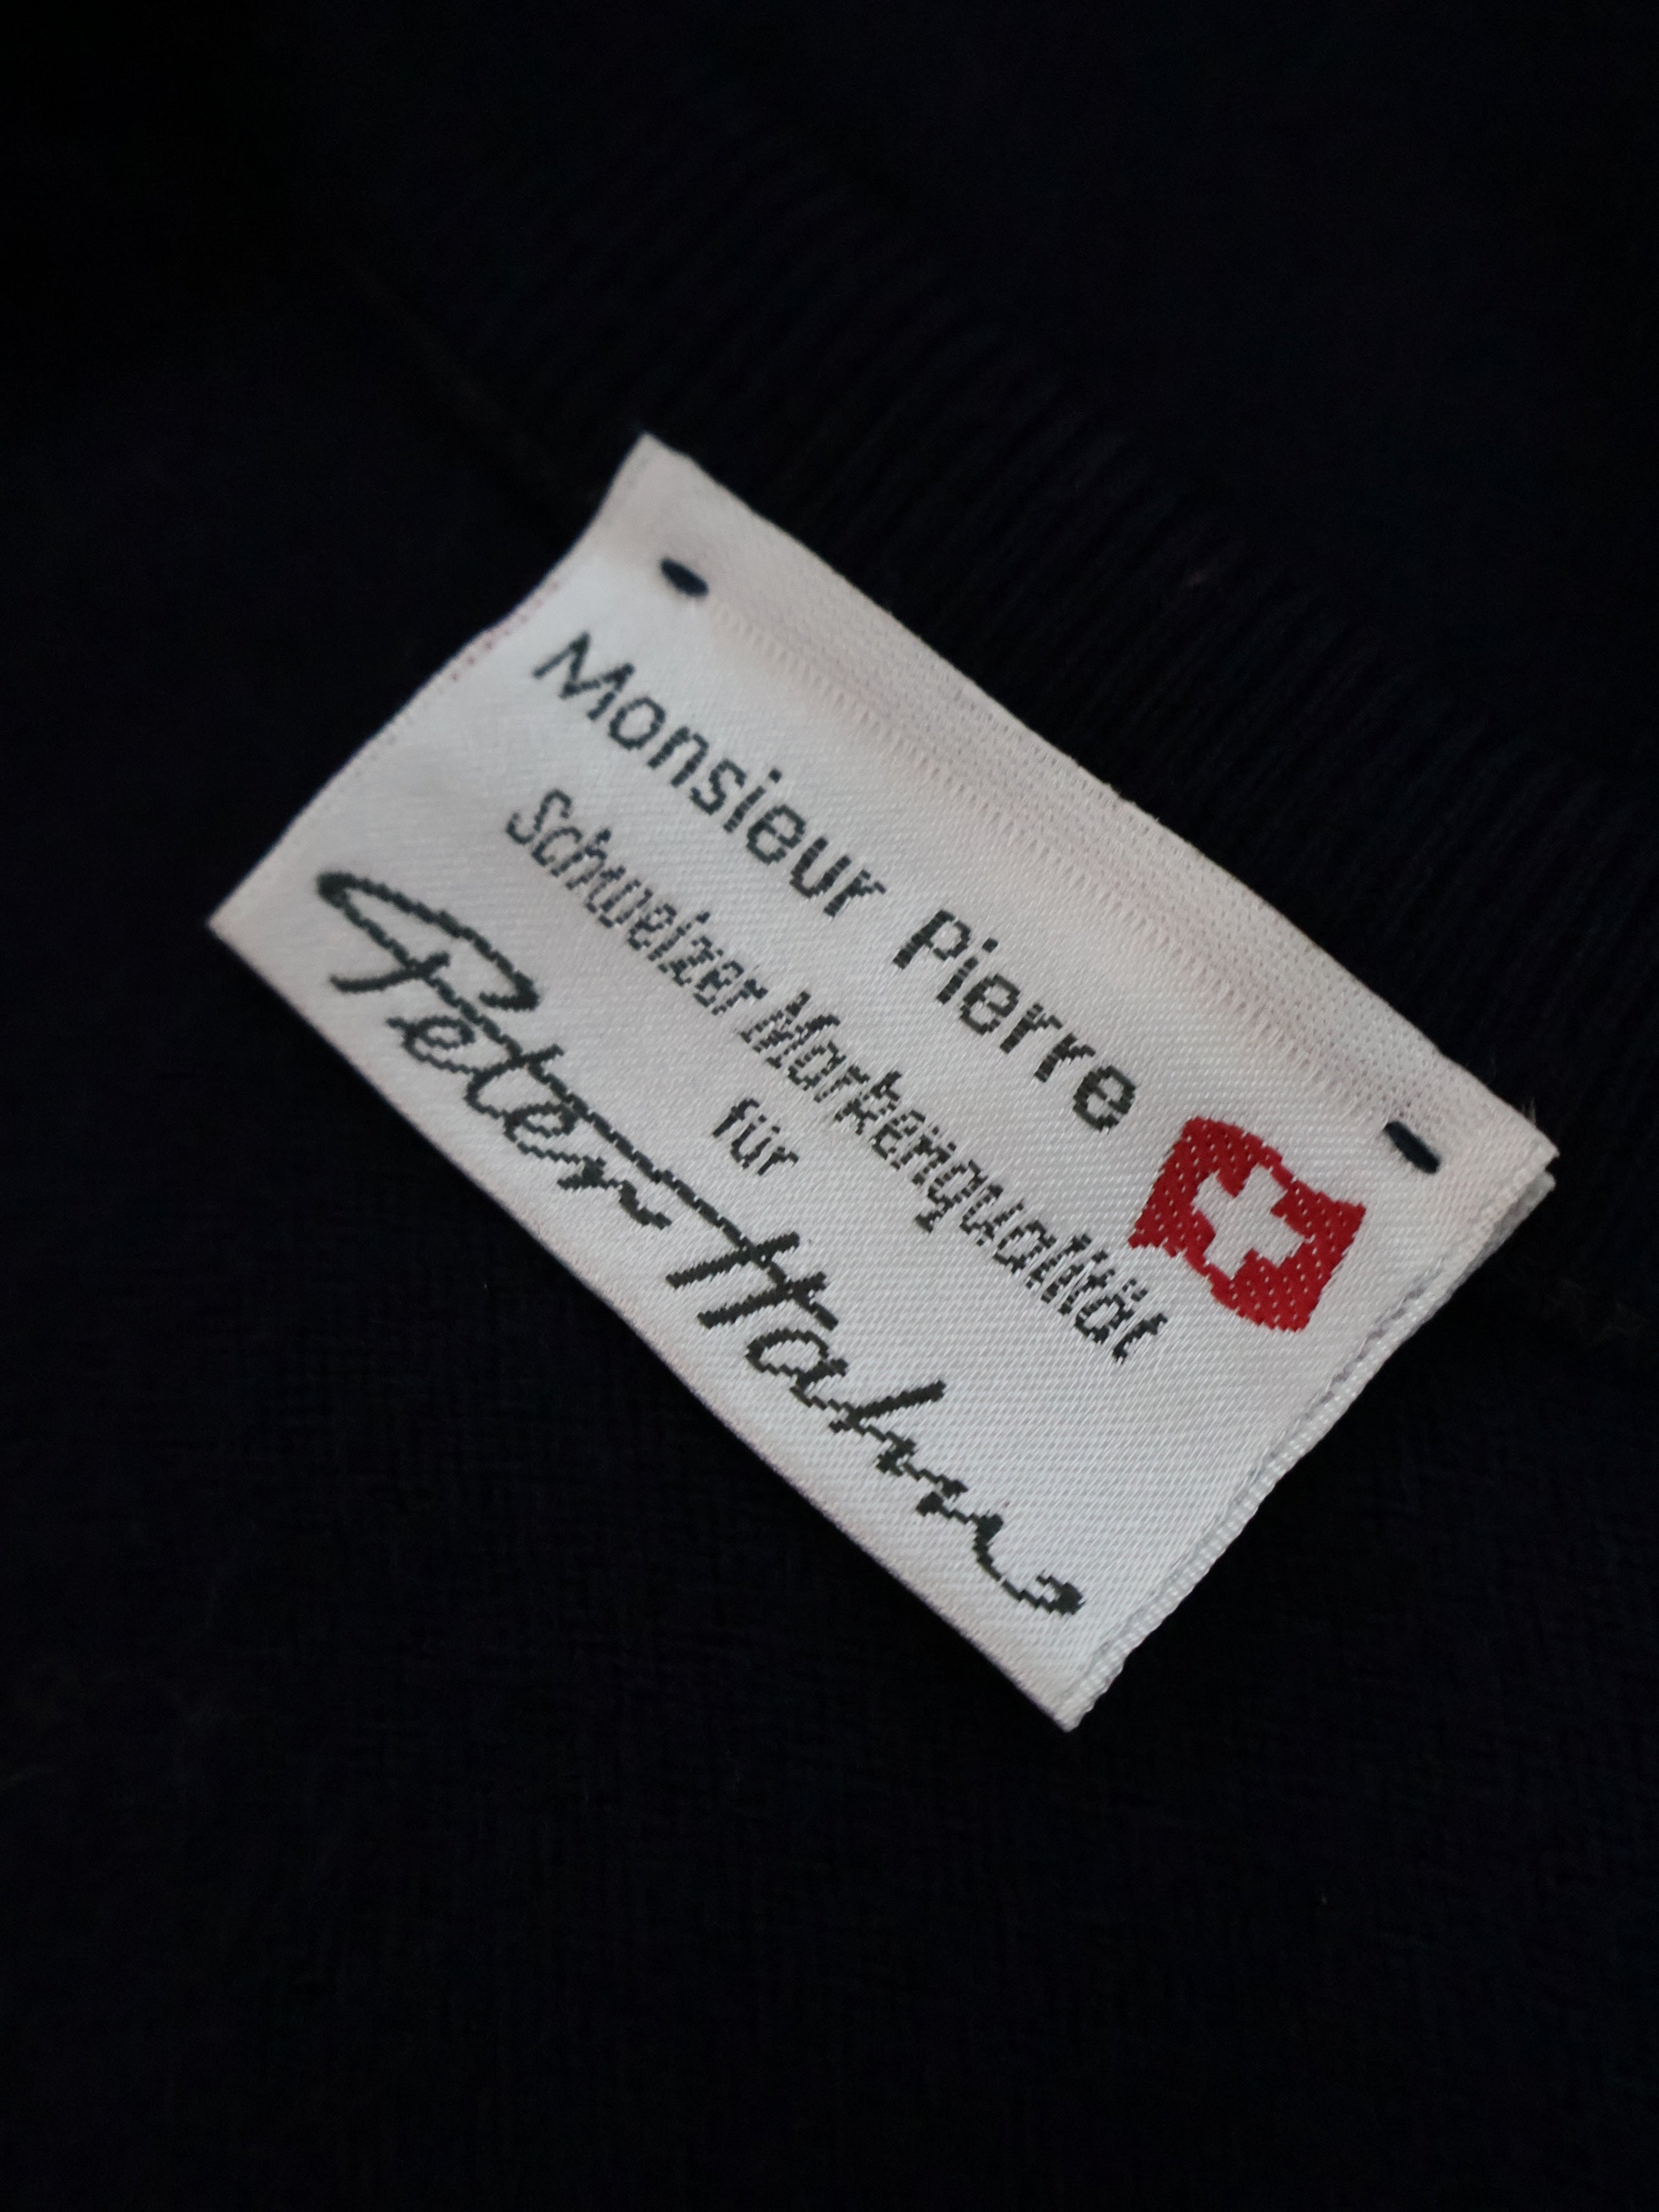 Monsieur Pierre
Schweizer Markenqualität
für
Peter Hahn